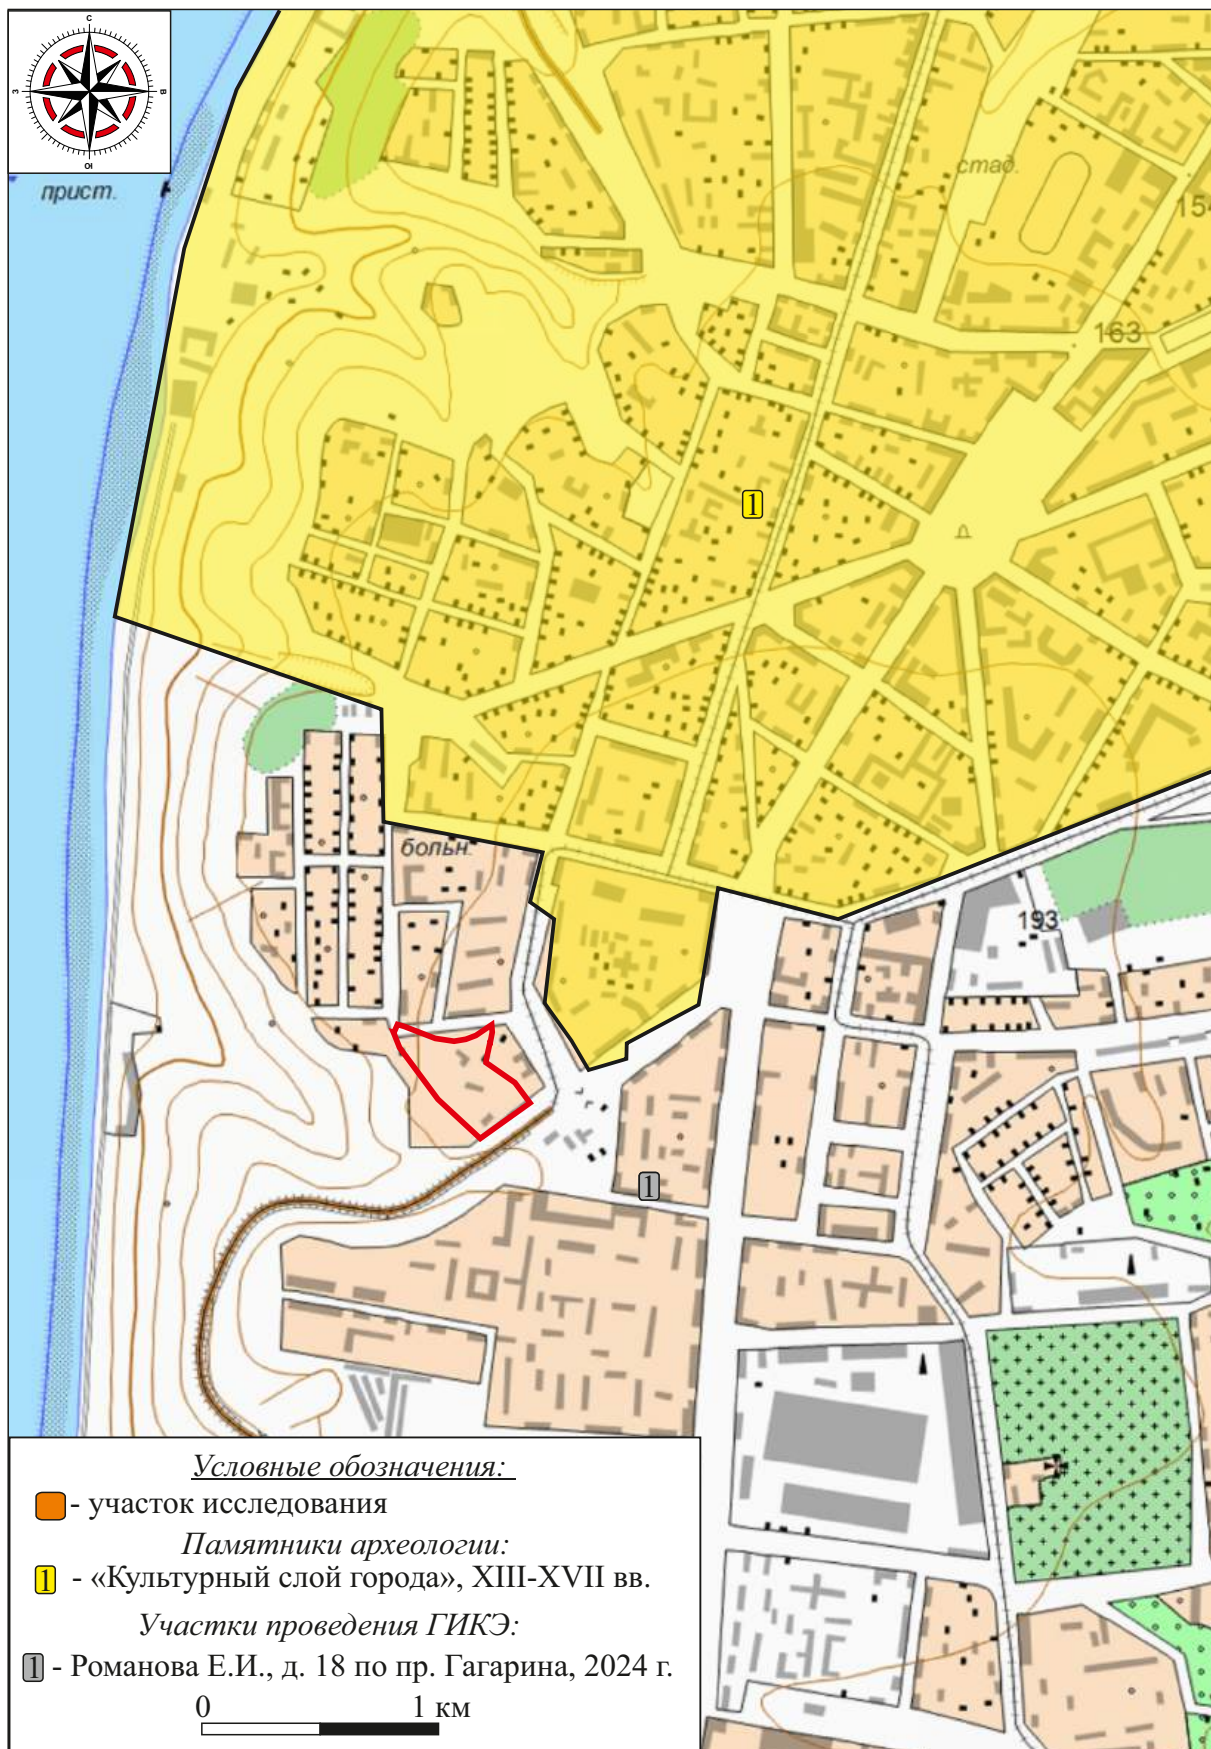 С
З
В
Ю
прист.
стад.
154
163
1
больн.
193
1
Условные обозначения:
- участок исследования
Памятники археологии:
1 - «Культурный слой города», XIII-XVII вв.
Участки проведения ГИКЭ:
1 - Романова Е.И., д. 18 по пр. Гагарина, 2024 г.
0 1 км